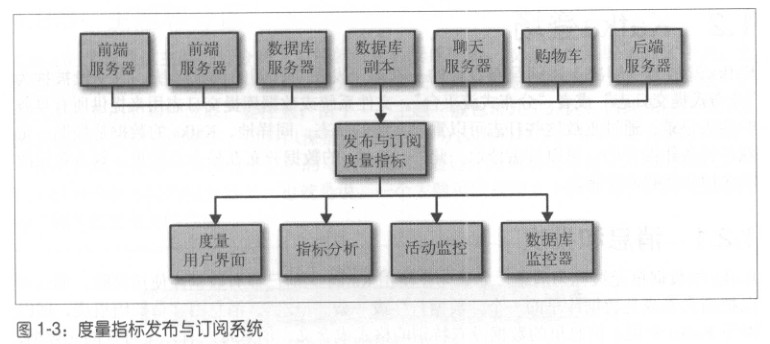 前端
服务器
前端
服务器
数据库
服务器
数据库
副本
聊天
服务器
购物车
后端
服务器
发布与订阅
度量指标
度量
用户界面
指标分析
活动监控
数据库
监控器
图 1-3：度量指标发布与订阅系统